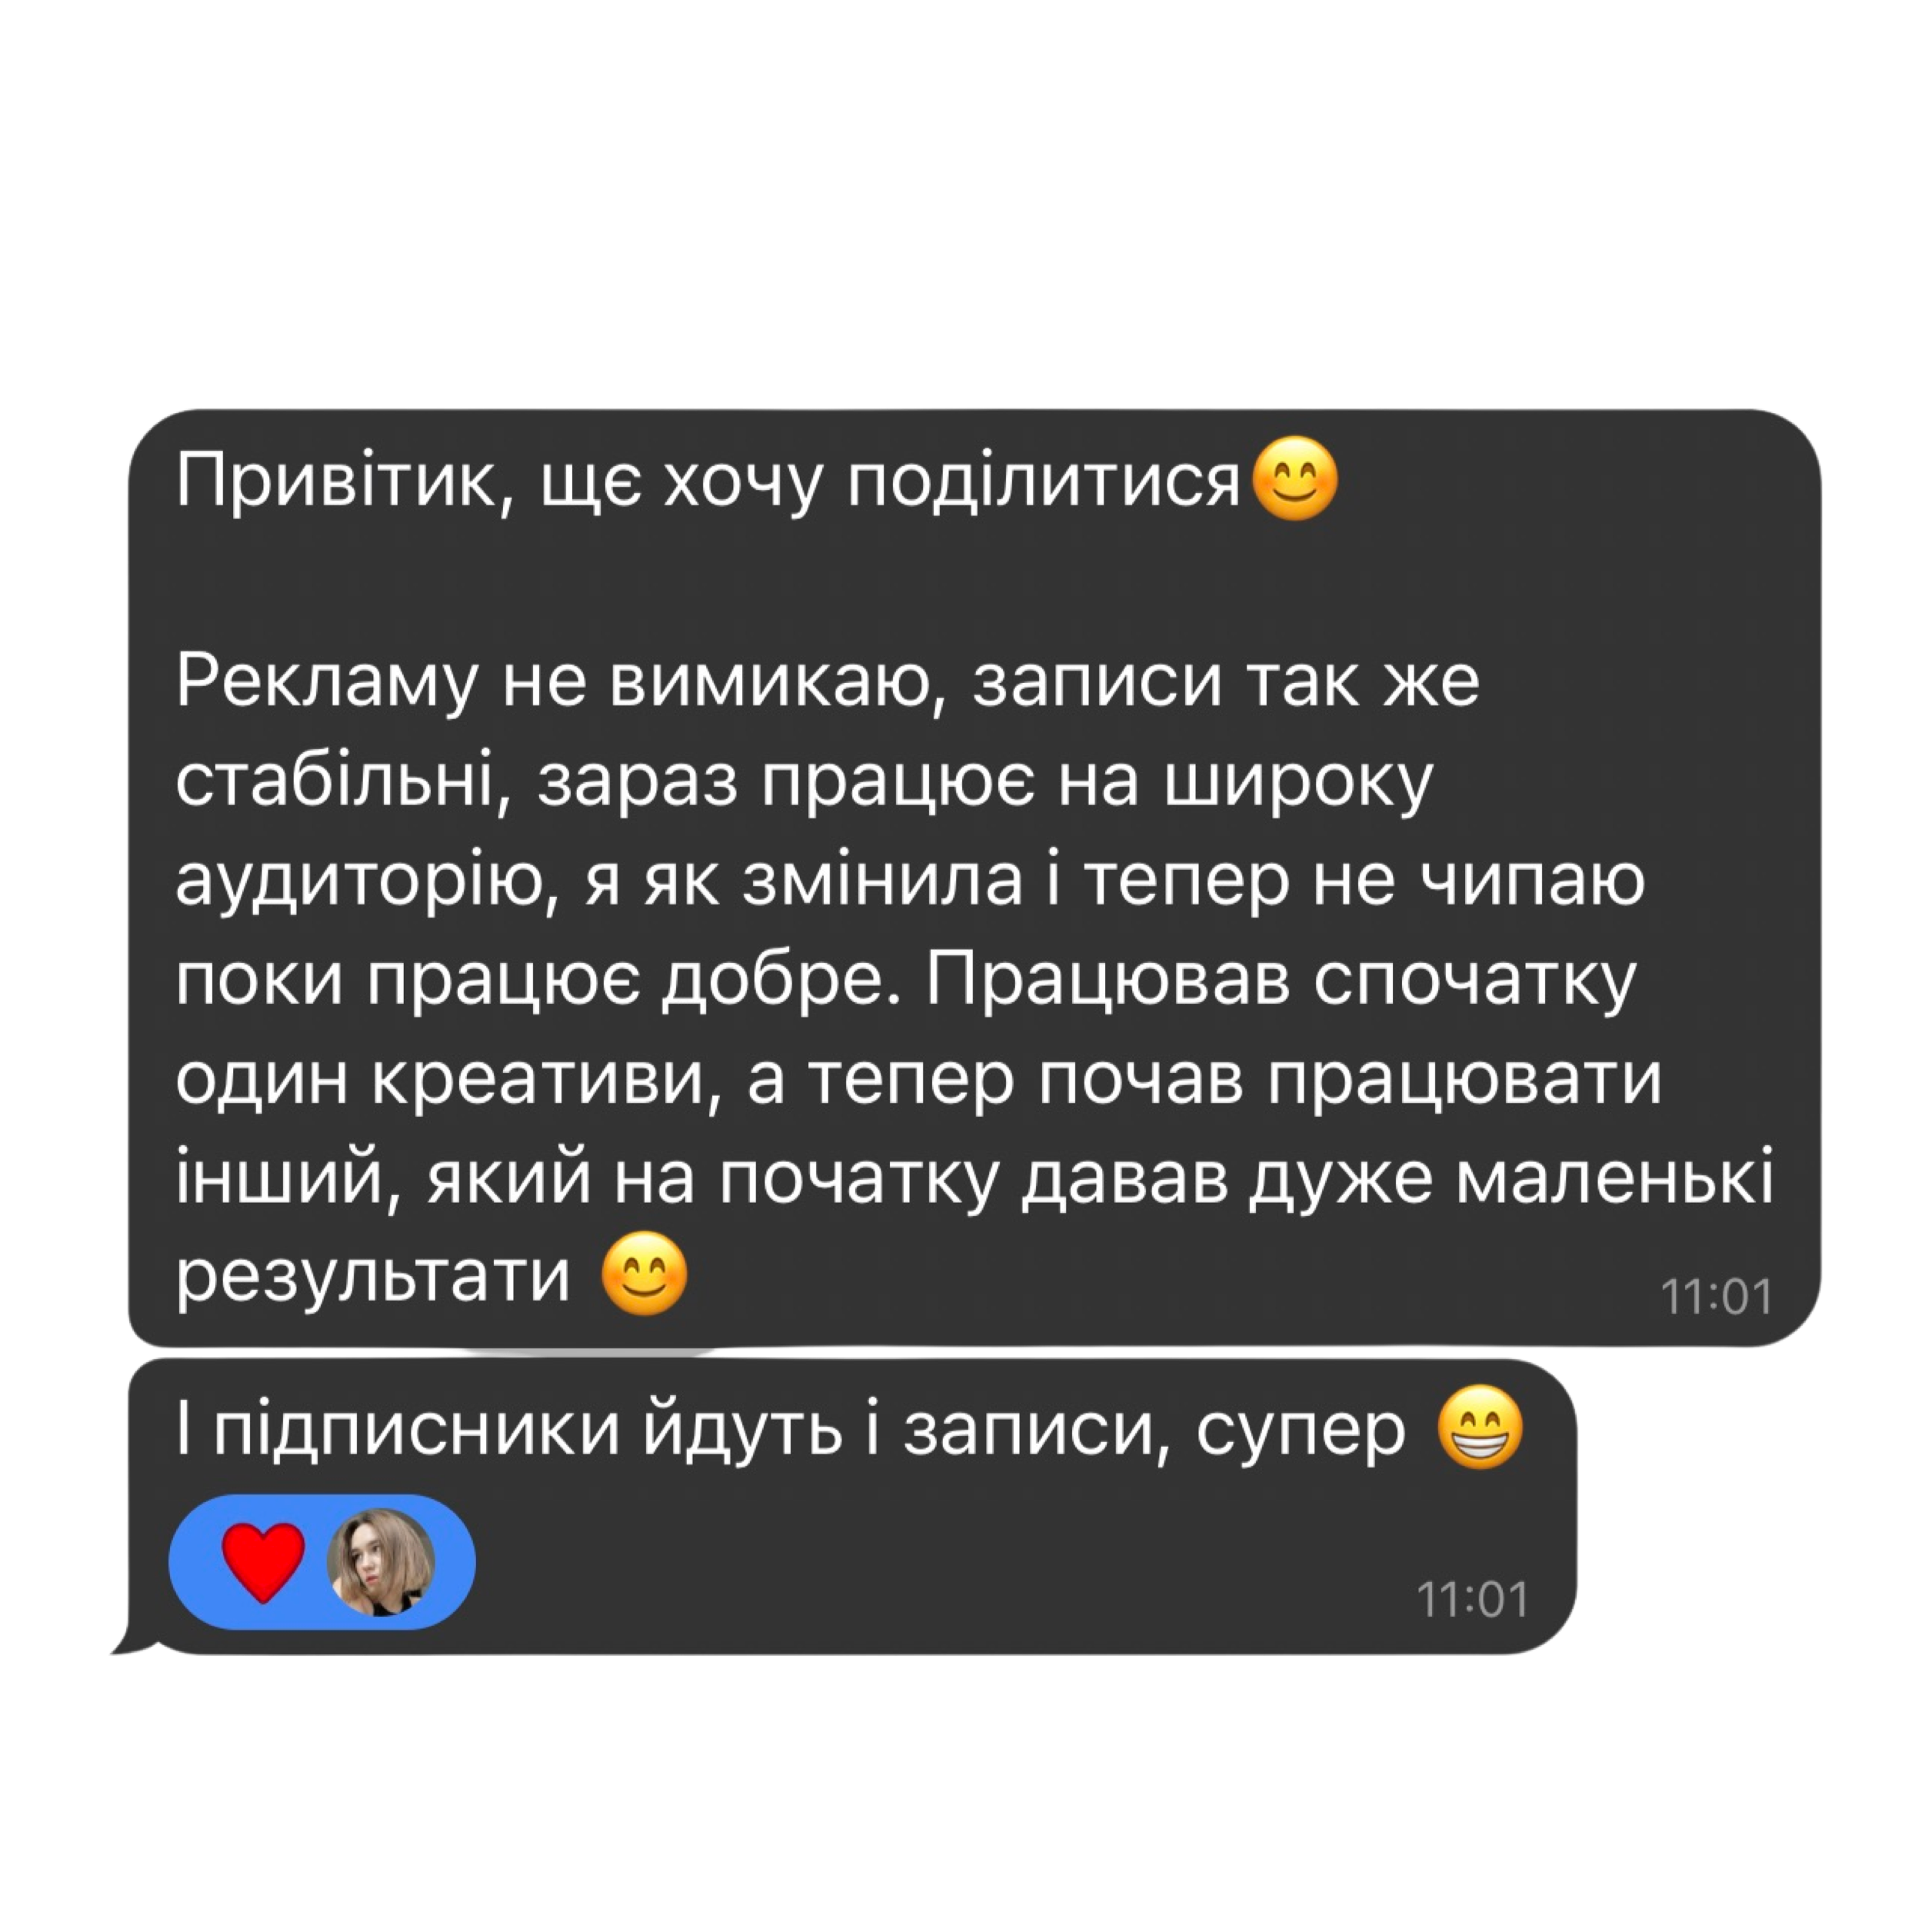 Привітик, щє хочу поділитися😊
Рекламу не вимикаю, записи так же
стабільні, зараз працює на широку
аудиторію, я як змінила і тепер не чипаю
поки працює добре. Працював спочатку
один креативи, а тепер почав працювати
інший, який на початку давав дуже маленькі
результати 😊
11:01
І підписники йдуть і записи, супер 😁
11:01